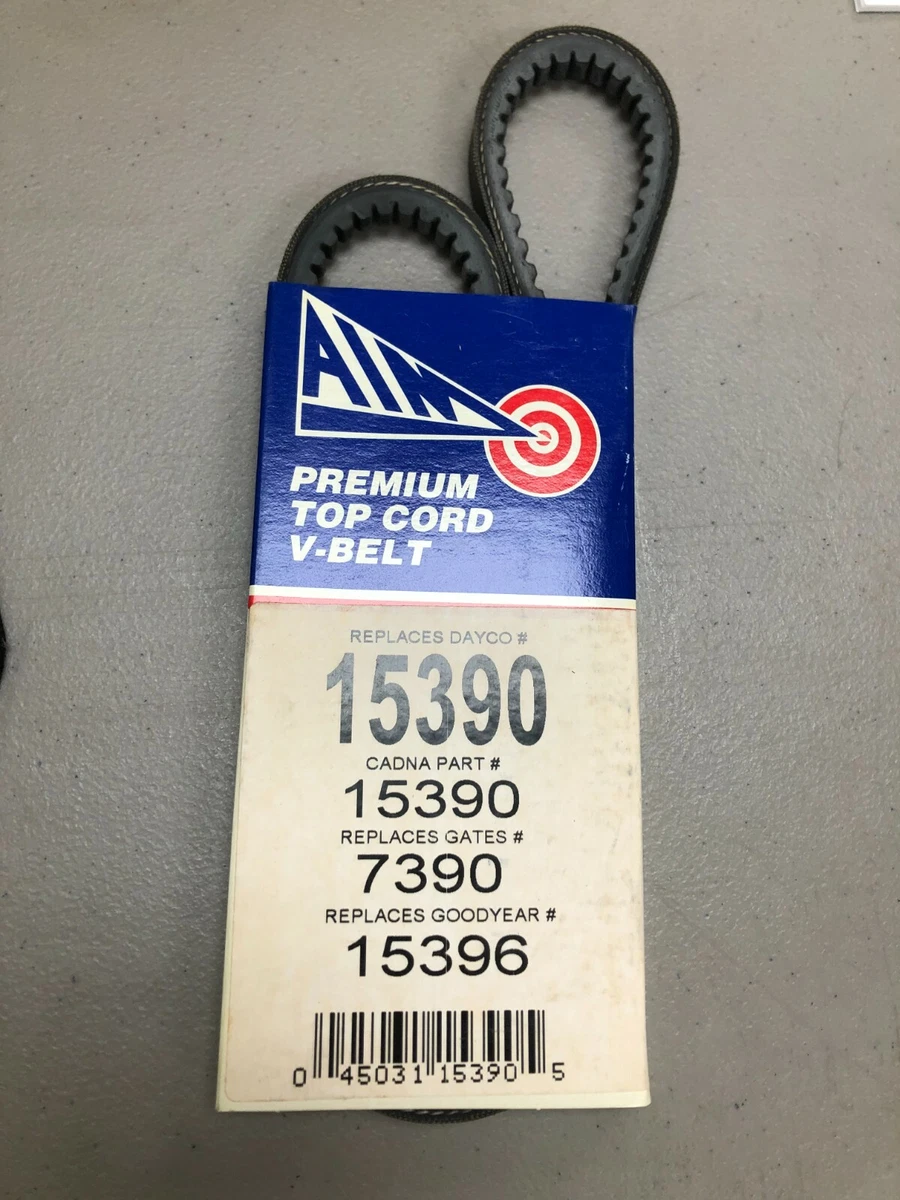 AIM
PREMIUM
TOP CORD
V-BELT
REPLACES DAYCO #
15390
CADNA PART #
15390
REPLACES GATES #
7390
REPLACES GOODYEAR #
15396
0 45031 15390 5